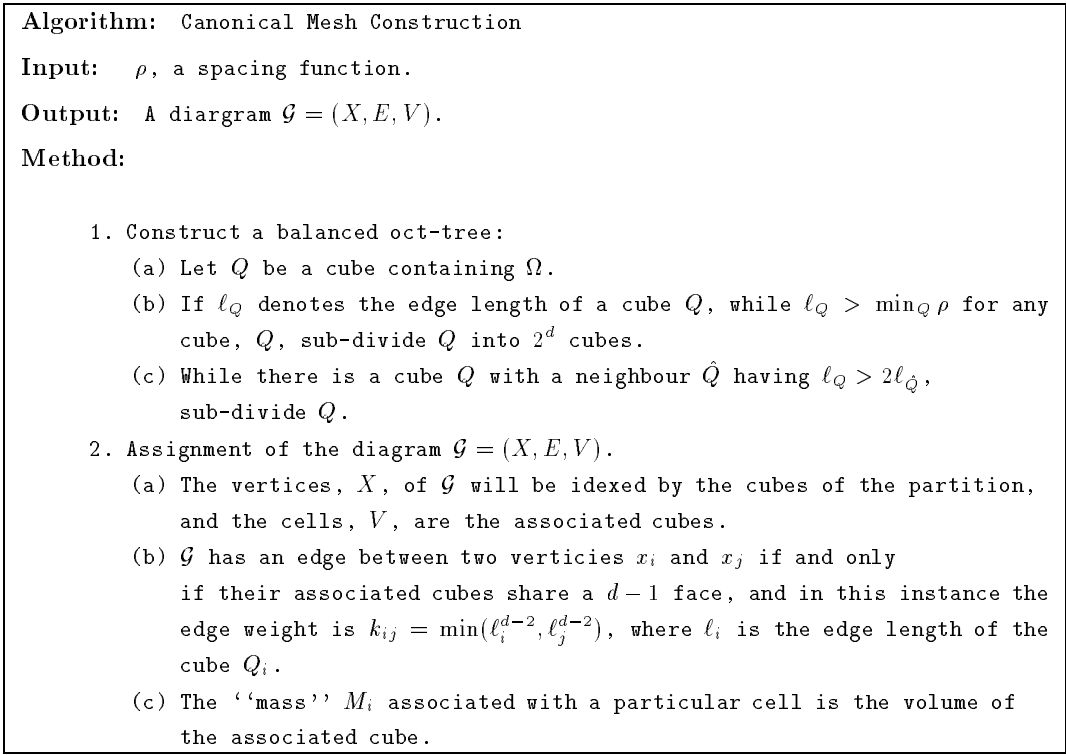 Algorithm: Canonical Mesh Construction
Input: ρ, a spacing function.
Output: A diargram 𝒢 = (X, E, V).
Method:
1. Construct a balanced oct-tree:
(a) Let Q be a cube containing Ω.
(b) If ℓ_Q denotes the edge length of a cube Q, while ℓ_Q > min_Q ρ for any
cube, Q, sub-divide Q into 2^d cubes.
(c) While there is a cube Q with a neighbour Q̂ having ℓ_Q > 2ℓ_Q̂,
sub-divide Q.
2. Assignment of the diagram 𝒢 = (X, E, V).
(a) The vertices, X, of 𝒢 will be idexed by the cubes of the partition,
and the cells, V, are the associated cubes.
(b) 𝒢 has an edge between two verticies x_i and x_j if and only
if their associated cubes share a d − 1 face, and in this instance the
edge weight is k_{ij} = min(ℓ_i^{d−2}, ℓ_j^{d−2}), where ℓ_i is the edge length of the
cube Q_i.
(c) The ‘‘mass’’ M_i associated with a particular cell is the volume of
the associated cube.